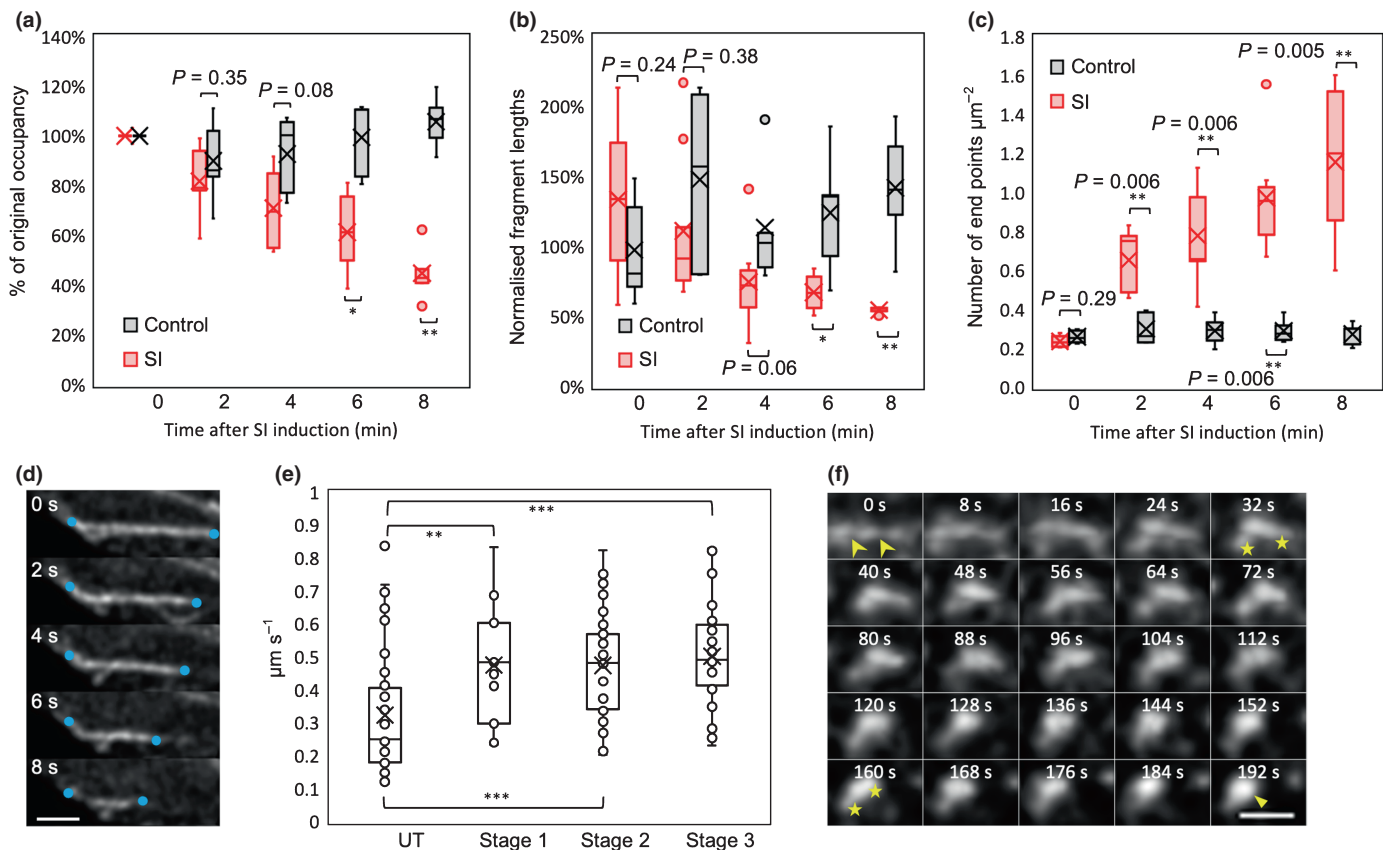 (a)
140%
120%
100%
80%
60%
40%
20%
0%
% of original occupancy
P = 0.35
P = 0.08
*
**
Control
SI
0 2 4 6 8
Time after SI induction (min)
(b)
250%
200%
150%
100%
50%
0%
Normalised fragment lengths
P = 0.24
P = 0.38
P = 0.06
*
**
Control
SI
0 2 4 6 8
Time after SI induction (min)
(c)
1.8
1.6
1.4
1.2
1.0
0.8
0.6
0.4
0.2
0.0
Number of end points µm⁻²
Control
SI
P = 0.005
**
P = 0.006
**
P = 0.006
**
P = 0.29
**
P = 0.006
0 2 4 6 8
Time after SI induction (min)
(d)
0 s
2 s
4 s
6 s
8 s
(e)
1
0.9
0.8
0.7
0.6
0.5
0.4
0.3
0.2
0.1
0
µm s⁻¹
***
**
***
UT Stage 1 Stage 2 Stage 3
(f)
0 s 8 s 16 s 24 s 32 s
40 s 48 s 56 s 64 s 72 s
80 s 88 s 96 s 104 s 112 s
120 s 128 s 136 s 144 s 152 s
160 s 168 s 176 s 184 s 192 s